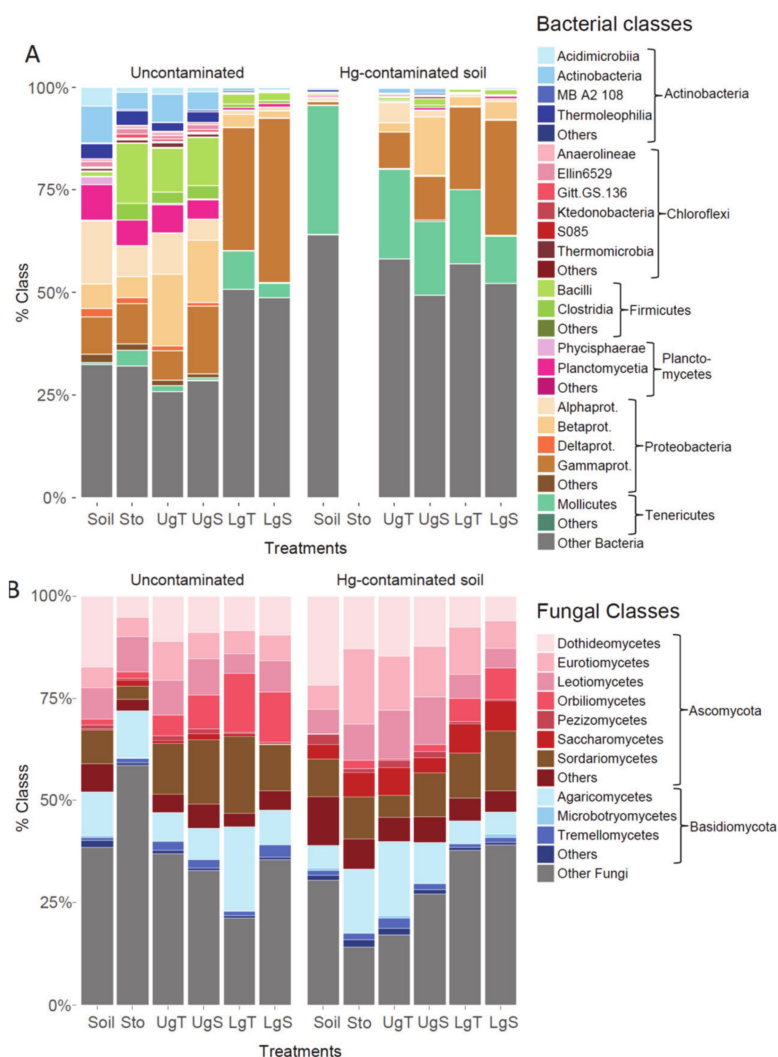 A
Uncontaminated
Hg-contaminated soil
100%
75%
50%
25%
0%
% Class
Soil Sto UgT UgS LgT LgS
Soil Sto UgT UgS LgT LgS
Treatments
Bacterial classes
Acidimicrobiia
Actinobacteria
MB A2 108
Thermoleophilia
Others
Actinobacteria
Anaerolineae
Ellin6529
Gitt.GS.136
Ktedonobacteria
S085
Thermomicrobia
Others
Chloroflexi
Bacilli
Clostridia
Others
Firmicutes
Phycisphaerae
Planctomycetia
Others
Plancto-
mycetes
Alphaprot.
Betaprot.
Deltaprot.
Gammaprot.
Others
Proteobacteria
Mollicutes
Others
Tenericutes
Other Bacteria
B
Uncontaminated
Hg-contaminated soil
100%
75%
50%
25%
0%
% Classs
Soil Sto UgT UgS LgT LgS
Soil Sto UgT UgS LgT LgS
Treatments
Fungal Classes
Dothideomycetes
Eurotiomycetes
Leotiomycetes
Orbiliomycetes
Pezizomycetes
Saccharomycetes
Sordariomycetes
Others
Ascomycota
Agaricomycetes
Microbotryomycetes
Tremellomycetes
Others
Basidiomycota
Other Fungi